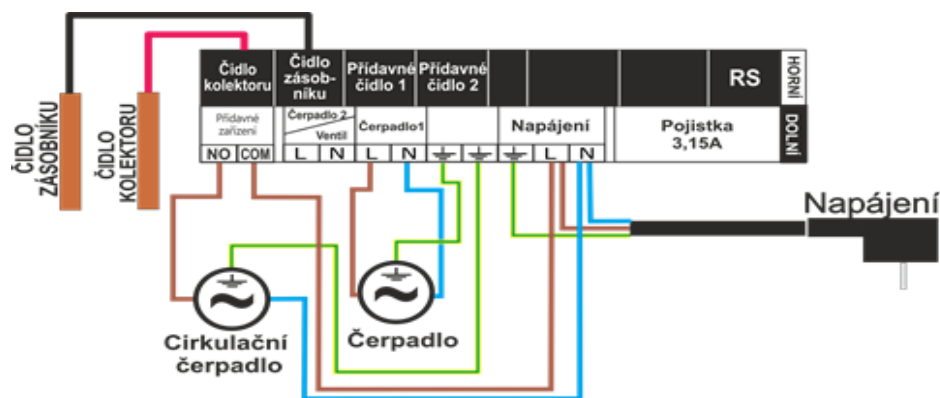 Čidlo
kolektoru
Čidlo
zásob-
níku
Přídavné
čidlo 1
Přídavné
čidlo 2
RS
HORNÍ
Přídavné
zařízení
Čerpadlo 2
Ventil
Čerpadlo1
Napájení
Pojistka
3,15A
DOLNÍ
NO COM L N L N L N
ČIDLO
ZÁSOBNÍKU
ČIDLO
KOLEKTORU
Napájení
Cirkulační
čerpadlo
Čerpadlo